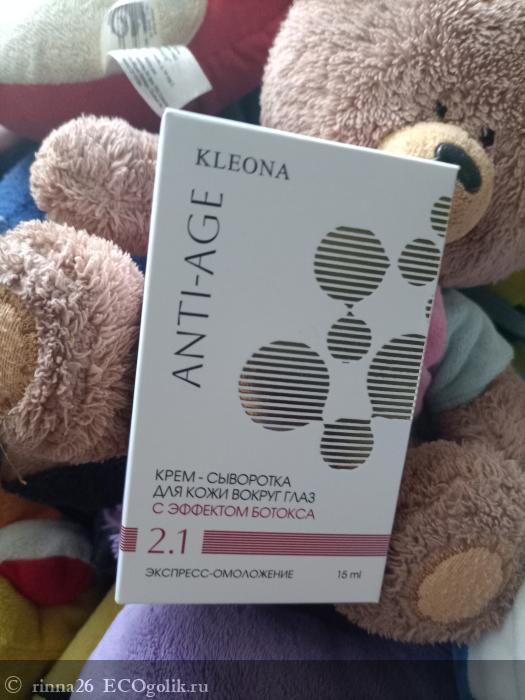 KLEONA
ANTI-AGE
КРЕМ - СЫВОРОТКА
ДЛЯ КОЖИ ВОКРУГ ГЛАЗ
С ЭФФЕКТОМ БОТОКСА
2.1
ЭКСПРЕСС-ОМОЛОЖЕНИЕ 15 ml
© rinna26 ECOgolik.ru